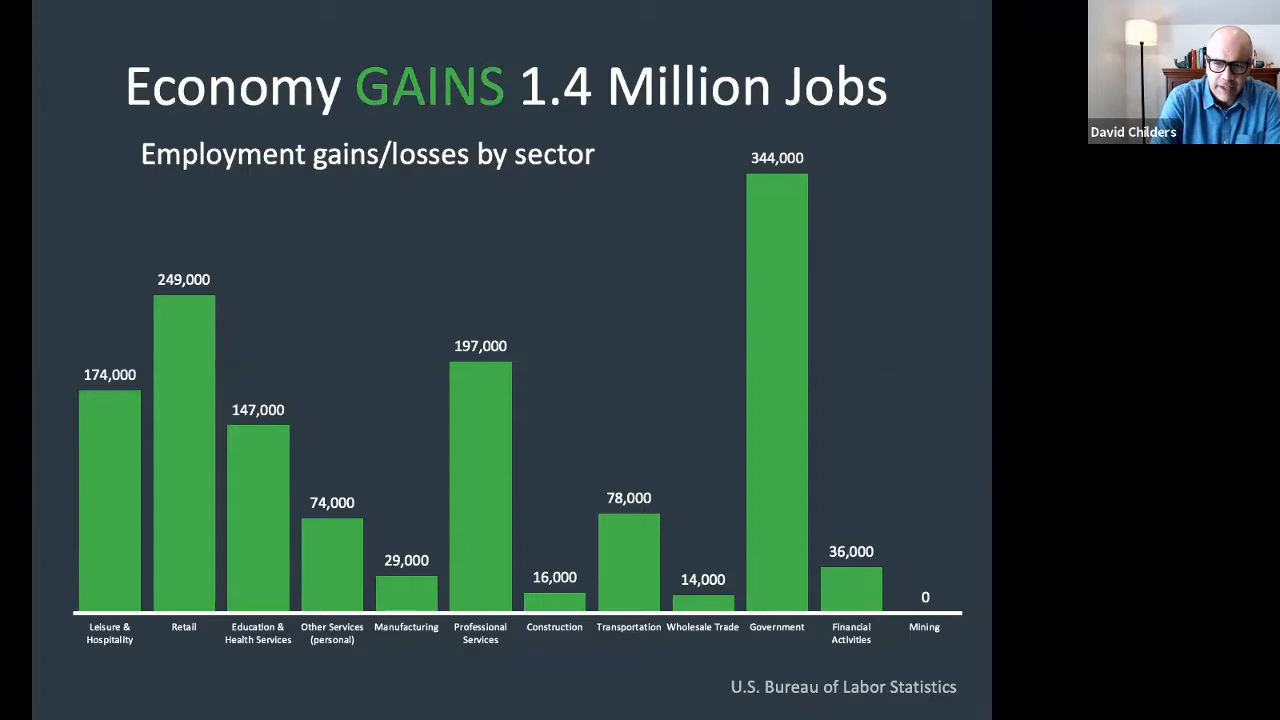 Economy GAINS 1.4 Million Jobs
Employment gains/losses by sector
344,000
249,000
197,000
174,000
147,000
74,000
78,000
29,000
36,000
16,000
14,000
0
Leisure &
Hospitality
Retail
Education &
Health Services
Other Services
(personal)
Manufacturing
Professional
Services
Construction
Transportation
Wholesale Trade
Government
Financial
Activities
Mining
U.S. Bureau of Labor Statistics
David Childers